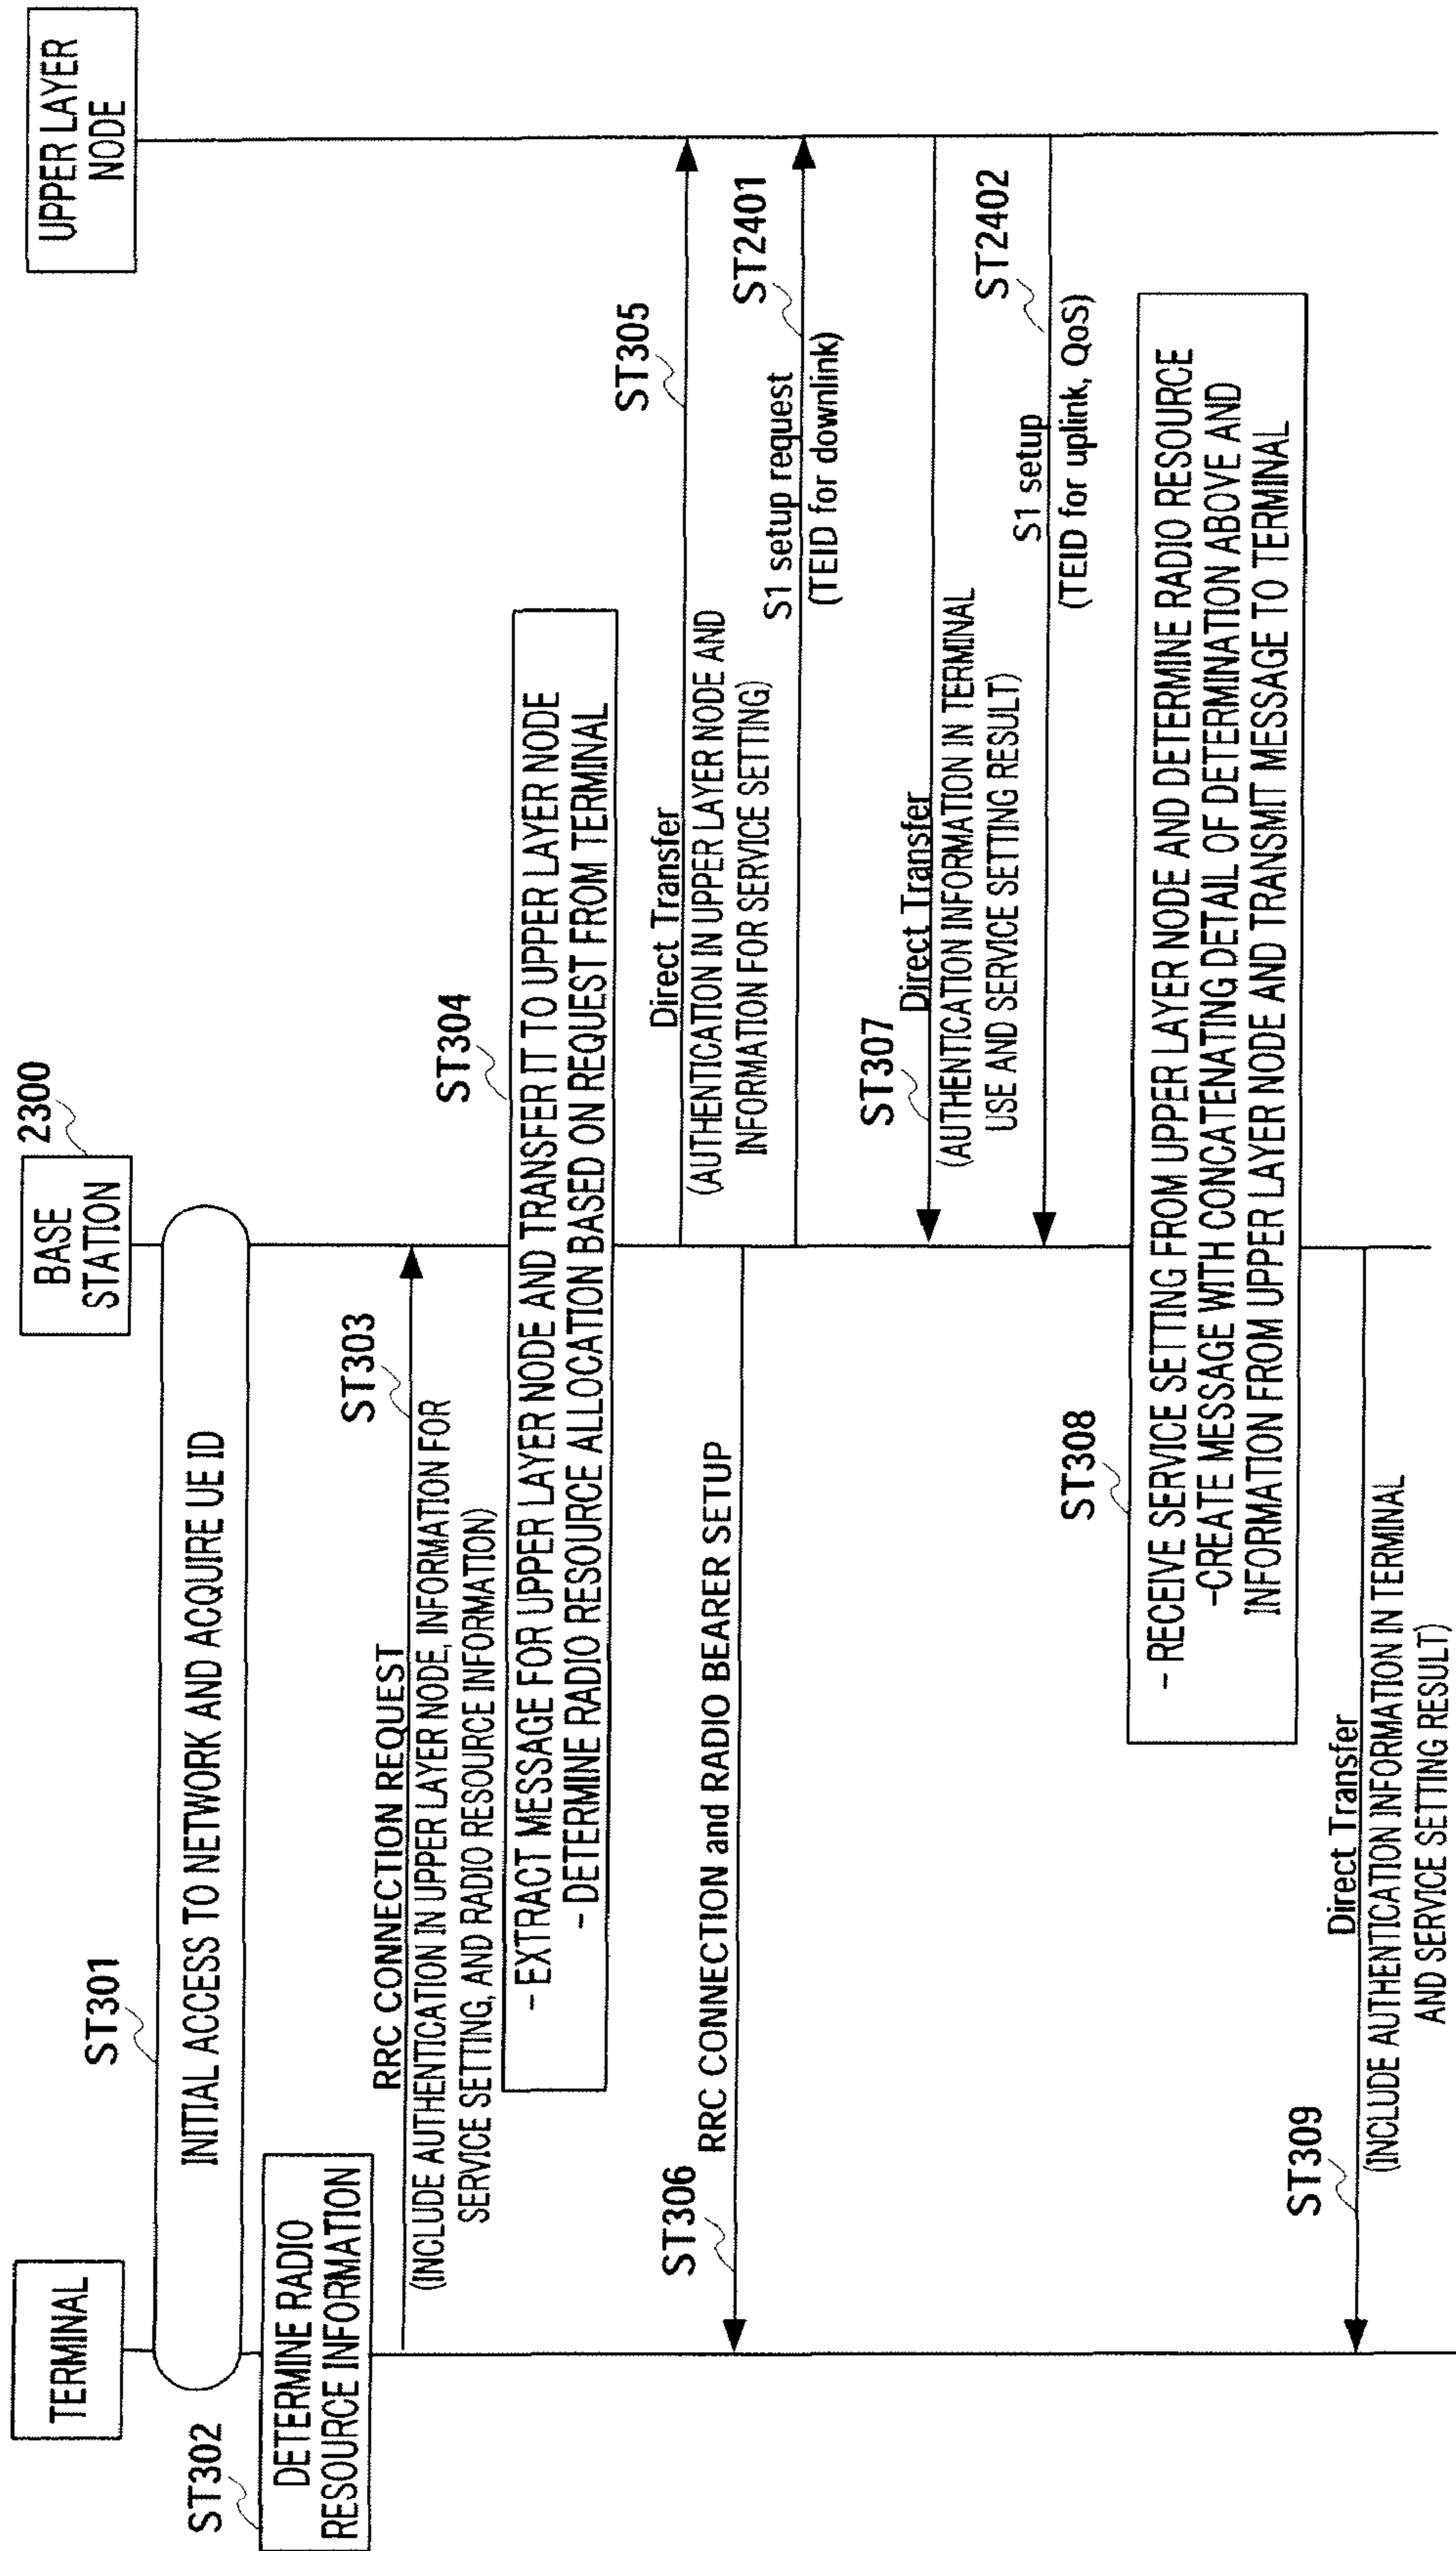 TERMINAL
BASE
STATION
2300
UPPER LAYER
NODE
ST301
INITIAL ACCESS TO NETWORK AND ACQUIRE UE ID
ST302
DETERMINE RADIO
RESOURCE INFORMATION
ST303
RRC CONNECTION REQUEST
(INCLUDE AUTHENTICATION IN UPPER LAYER NODE, INFORMATION FOR
SERVICE SETTING, AND RADIO RESOURCE INFORMATION)
ST304
- EXTRACT MESSAGE FOR UPPER LAYER NODE AND TRANSFER IT TO UPPER LAYER NODE
- DETERMINE RADIO RESOURCE ALLOCATION BASED ON REQUEST FROM TERMINAL
ST305
Direct Transfer
(AUTHENTICATION IN UPPER LAYER NODE AND
INFORMATION FOR SERVICE SETTING)
ST306
RRC CONNECTION and RADIO BEARER SETUP
ST2401
S1 setup request
(TEID for downlink)
ST307
Direct Transfer
(AUTHENTICATION INFORMATION IN TERMINAL
USE AND SERVICE SETTING RESULT)
ST2402
S1 setup
(TEID for uplink, QoS)
ST308
- RECEIVE SERVICE SETTING FROM UPPER LAYER NODE AND DETERMINE RADIO RESOURCE
-CREATE MESSAGE WITH CONCATENATING DETAIL OF DETERMINATION ABOVE AND
INFORMATION FROM UPPER LAYER NODE AND TRANSMIT MESSAGE TO TERMINAL
ST309
Direct Transfer
(INCLUDE AUTHENTICATION INFORMATION IN TERMINAL
AND SERVICE SETTING RESULT)